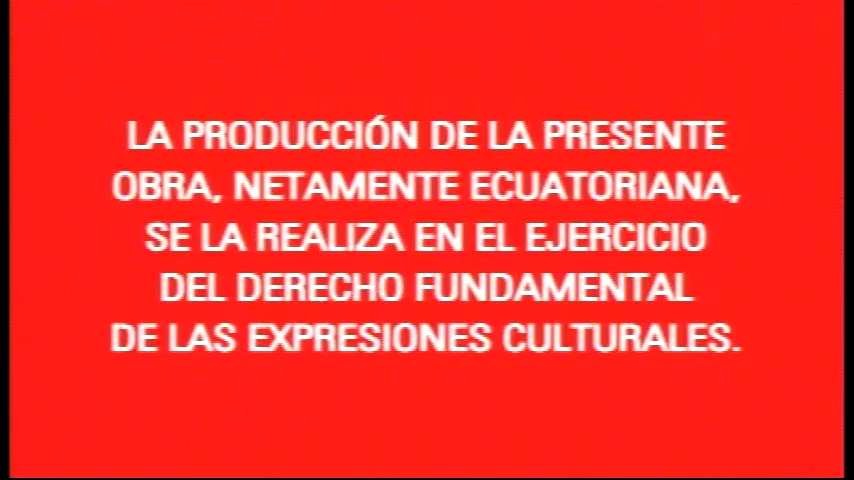 LA PRODUCCIÓN DE LA PRESENTE
OBRA, NETAMENTE ECUATORIANA,
SE LA REALIZA EN EL EJERCICIO
DEL DERECHO FUNDAMENTAL
DE LAS EXPRESIONES CULTURALES.